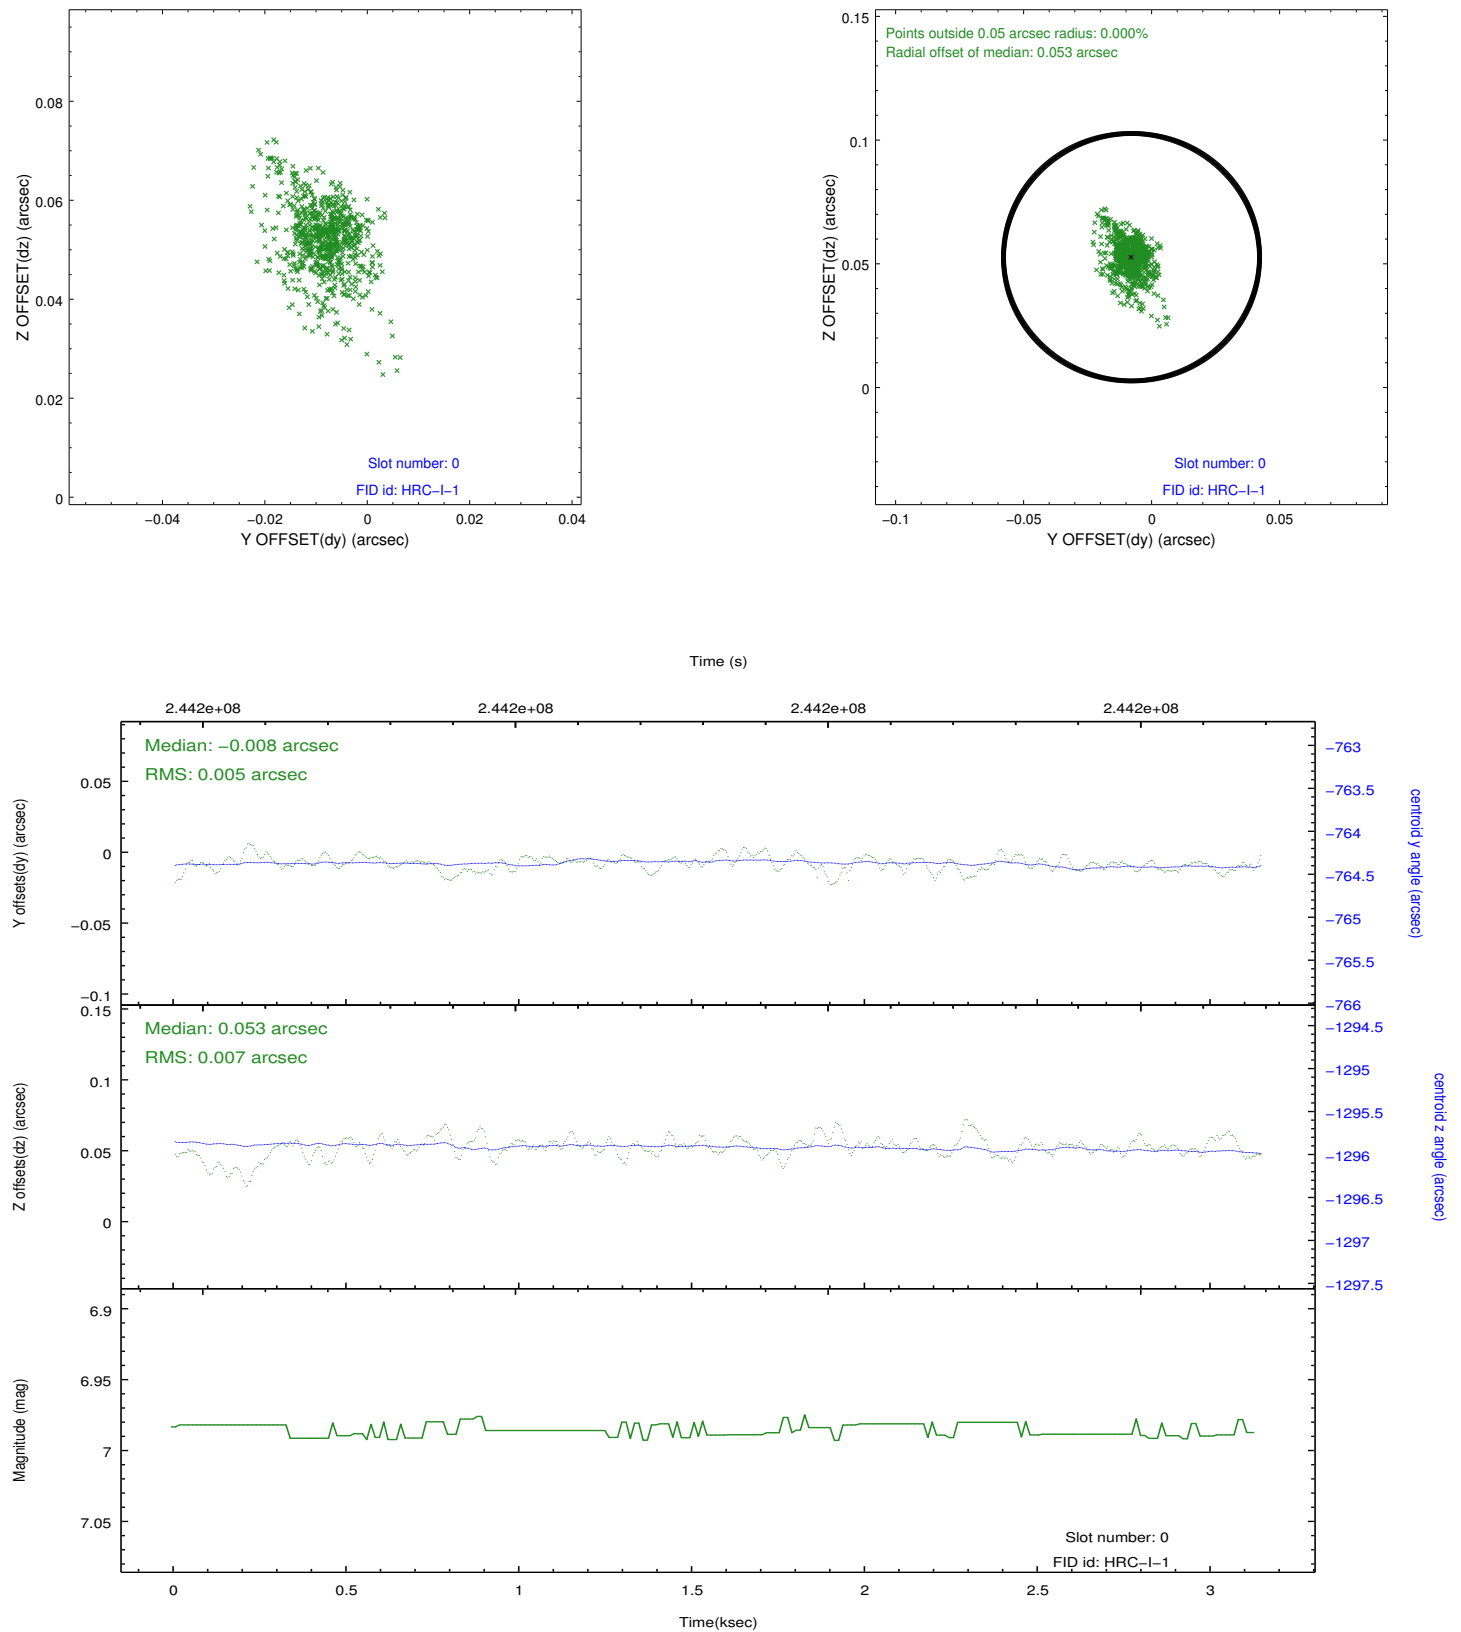 0.08
0.06
0.04
0.02
0
Z OFFSET(dz) (arcsec)
−0.04
−0.02
0
0.02
0.04
Y OFFSET(dy) (arcsec)
Slot number: 0
FID id: HRC−I−1
Points outside 0.05 arcsec radius: 0.000%
Radial offset of median: 0.053 arcsec
0.15
0.1
0.05
0
Z OFFSET(dz) (arcsec)
−0.1
−0.05
0
0.05
Y OFFSET(dy) (arcsec)
Slot number: 0
FID id: HRC−I−1
Time (s)
2.442e+08
2.442e+08
2.442e+08
2.442e+08
Median: −0.008 arcsec
RMS: 0.005 arcsec
0.05
0
−0.05
−0.1
Y offsets(dy) (arcsec)
−763
−763.5
−764
−764.5
−765
−765.5
−766
centroid y angle (arcsec)
Median: 0.053 arcsec
RMS: 0.007 arcsec
0.15
0.1
0.05
0
Z offsets(dz) (arcsec)
−1294.5
−1295
−1295.5
−1296
−1296.5
−1297
−1297.5
centroid z angle (arcsec)
6.9
6.95
7
7.05
Magnitude (mag)
Slot number: 0
FID id: HRC−I−1
0
0.5
1
1.5
2
2.5
3
Time(ksec)